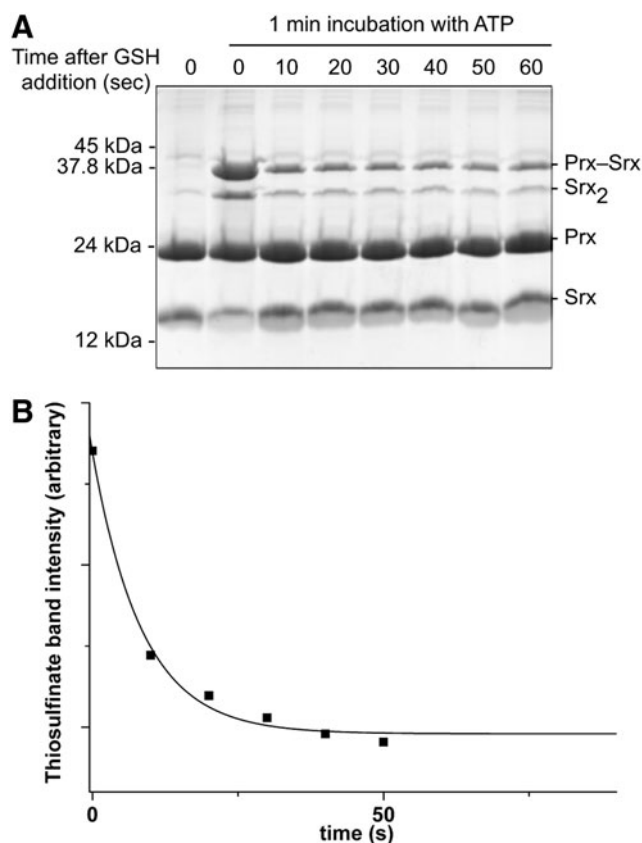 A
1 min incubation with ATP
Time after GSH addition (sec)
0 0 10 20 30 40 50 60
45 kDa -
37.8 kDa -
24 kDa -
12 kDa -
Prx–Srx
Srx2
Prx
Srx
B
Thiosulfinate band intensity (arbitrary)
0 50
time (s)